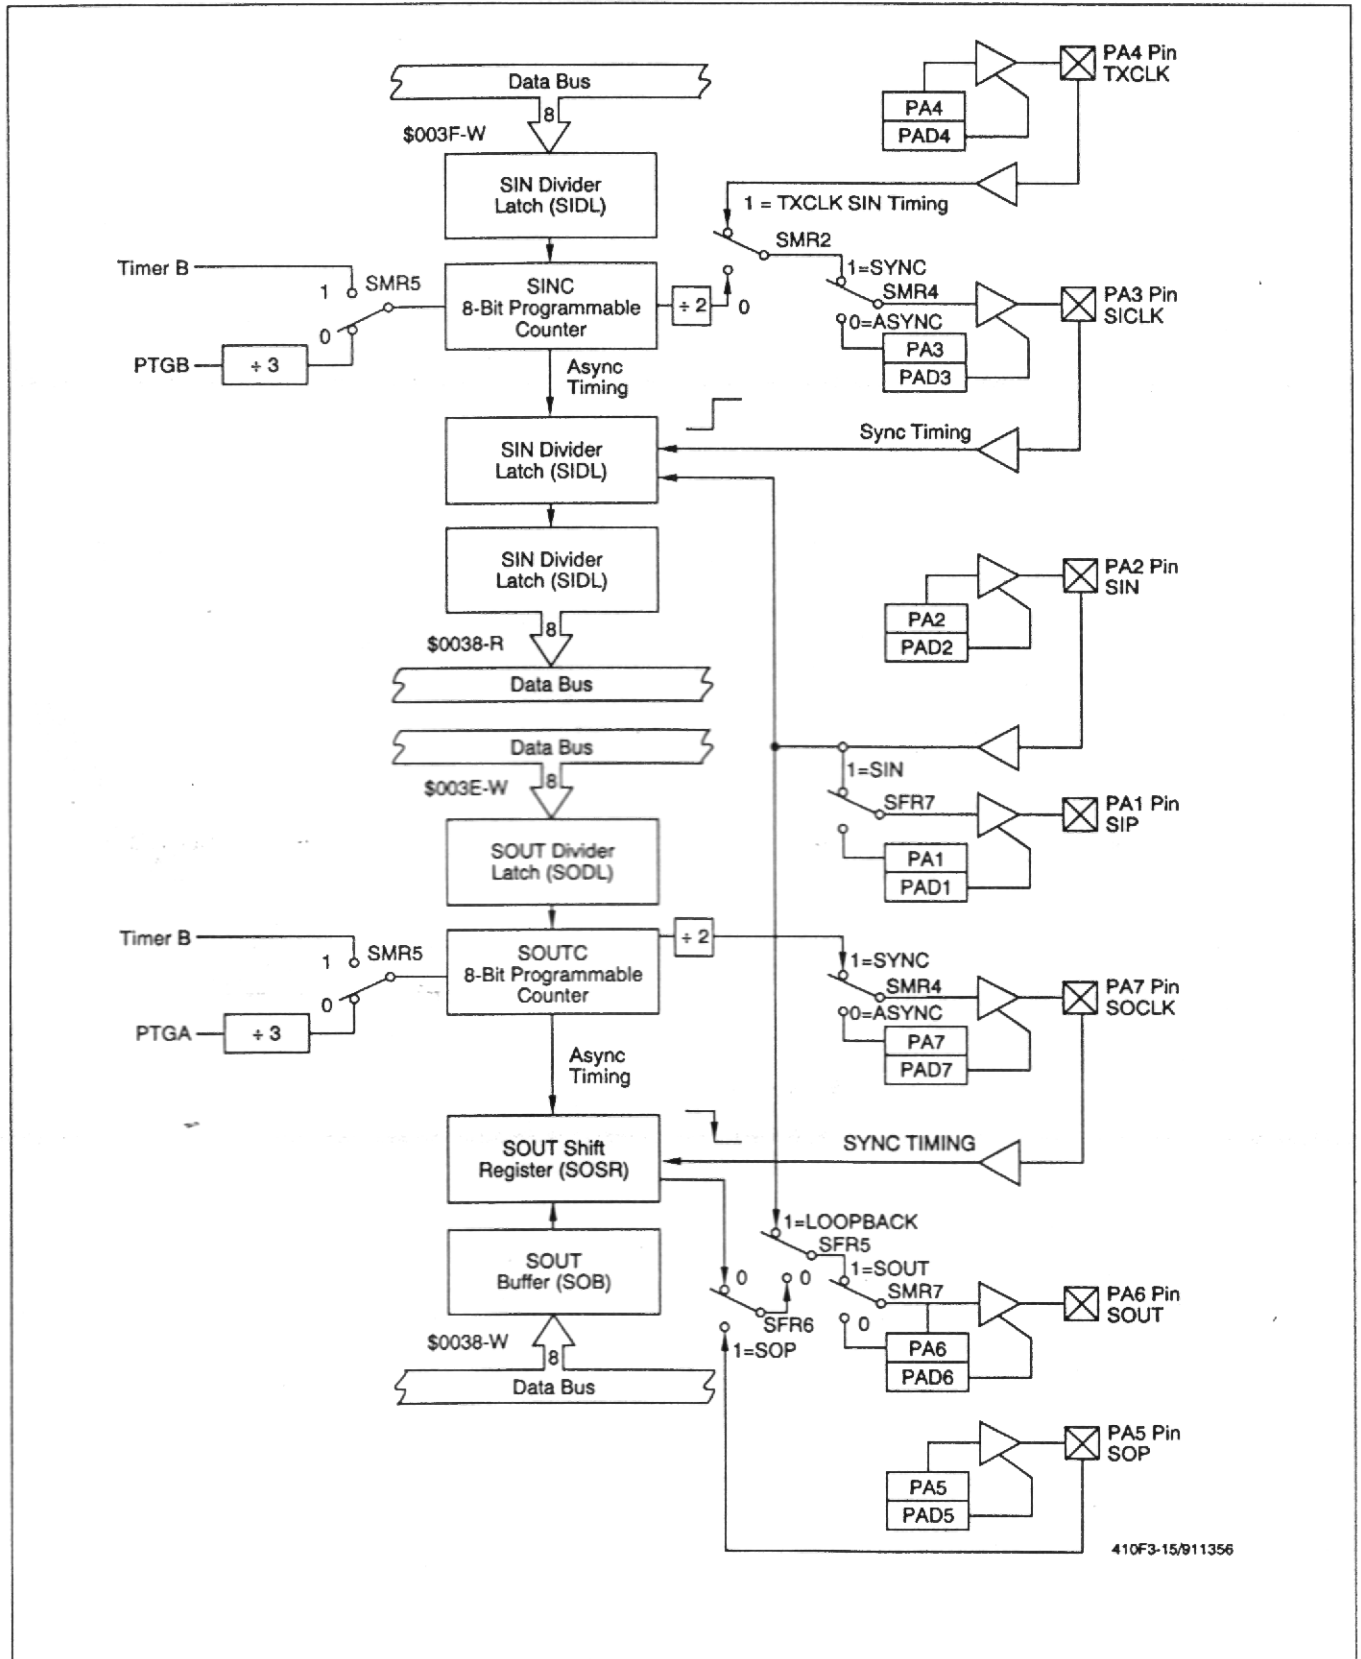 Data Bus
8
$003F-W
SIN Divider
Latch (SIDL)
PA4 Pin
TXCLK
PA4
PAD4
1 = TXCLK SIN Timing
SMR2
Timer B
1
SMR5
0
PTGB
÷ 3
SINC
8-Bit Programmable
Counter
÷ 2
0
1=SYNC
SMR4
0=ASYNC
PA3
PAD3
PA3 Pin
SICLK
Async
Timing
SIN Divider
Latch (SIDL)
Sync Timing
SIN Divider
Latch (SIDL)
8
$0038-R
Data Bus
PA2 Pin
SIN
PA2
PAD2
Data Bus
8
$003E-W
1=SIN
SFR7
PA1
PAD1
PA1 Pin
SIP
SOUT Divider
Latch (SODL)
Timer B
1
SMR5
0
PTGA
÷ 3
SOUTC
8-Bit Programmable
Counter
÷ 2
1=SYNC
SMR4
0=ASYNC
PA7
PAD7
PA7 Pin
SOCLK
Async
Timing
SOUT Shift
Register (SOSR)
SYNC TIMING
SOUT
Buffer (SOB)
1=LOOPBACK
SFR5
0
0
SFR6
1=SOP
1=SOUT
SMR7
0
PA6
PAD6
PA6 Pin
SOUT
$0038-W
8
Data Bus
PA5 Pin
SOP
PA5
PAD5
410F3-15/911356